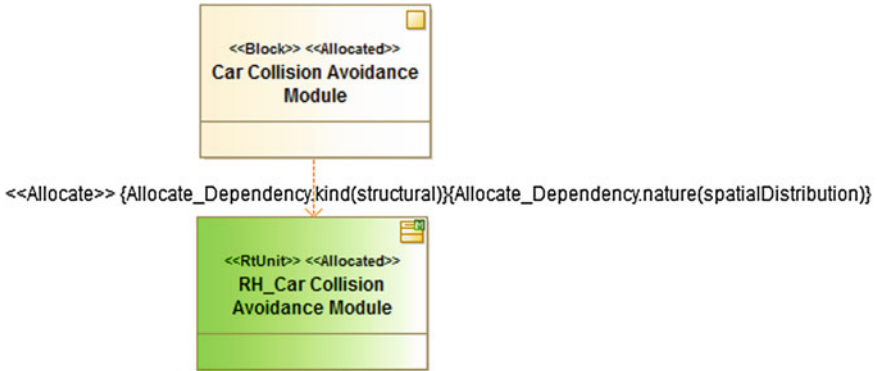 <<Block>> <<Allocated>>
Car Collision Avoidance
Module
<<Allocate>> {Allocate_Dependency.kind(structural)}{Allocate_Dependency.nature(spatialDistribution)}
<<RtUnit>> <<Allocated>>
RH_Car Collision
Avoidance Module